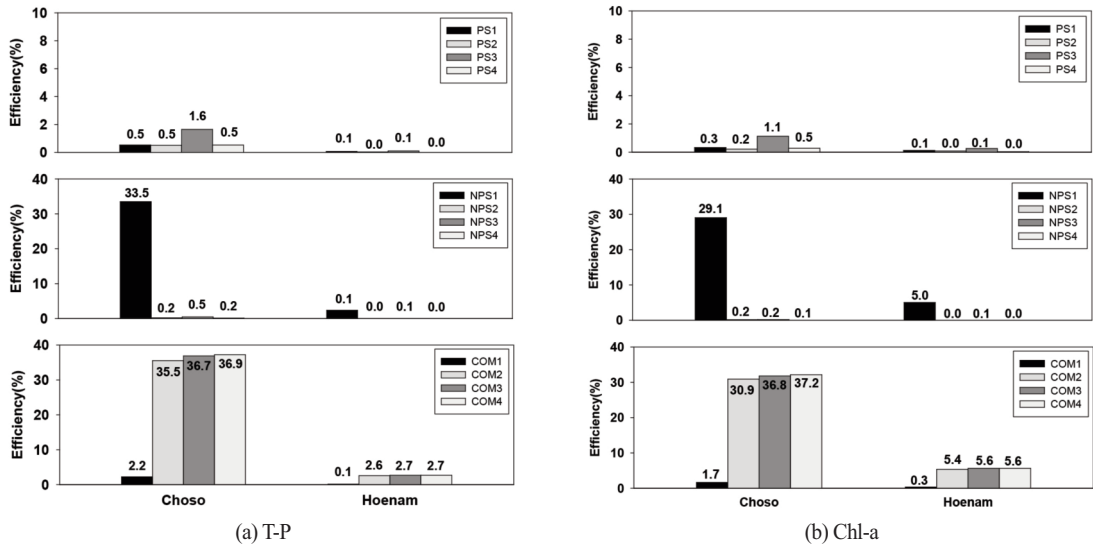 10
8
6
4
2
0
Efficiency(%)
PS1
PS2
PS3
PS4
0.5 0.5 1.6 0.5 0.1 0.0 0.1 0.0
40
30
20
10
0
Efficiency(%)
NPS1
NPS2
NPS3
NPS4
33.5 0.2 0.5 0.2 0.1 0.0 0.1 0.0
40
30
20
10
0
Efficiency(%)
COM1
COM2
COM3
COM4
2.2 35.5 36.7 36.9 0.1 2.6 2.7 2.7
Choso Hoenam
(a) T-P
10
8
6
4
2
0
Efficiency(%)
PS1
PS2
PS3
PS4
0.3 0.2 1.1 0.5 0.1 0.0 0.1 0.0
40
30
20
10
0
Efficiency(%)
NPS1
NPS2
NPS3
NPS4
29.1 0.2 0.2 0.1 5.0 0.0 0.1 0.0
40
30
20
10
0
Efficiency(%)
COM1
COM2
COM3
COM4
1.7 30.9 36.8 37.2 0.3 5.4 5.6 5.6
Choso Hoenam
(b) Chl-a